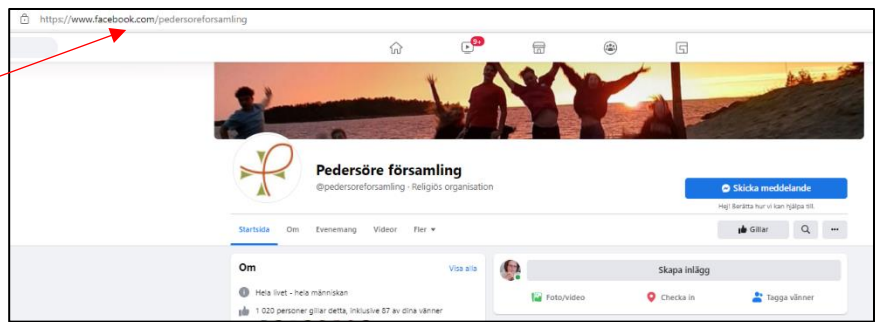 https://www.facebook.com/pedersoreforsamling
9+
Pedersöre församling
@pedersoreforsamling · Religiös organisation
Skicka meddelande
Hej! Berätta hur vi kan hjälpa till.
Startsida Om Evenemang Videor Fler
Gillar
Om Visa alla
Skapa inlägg
Hela livet - hela människan
Foto/video Checka in Tagga vänner
1 020 personer gillar detta, inklusive 87 av dina vänner